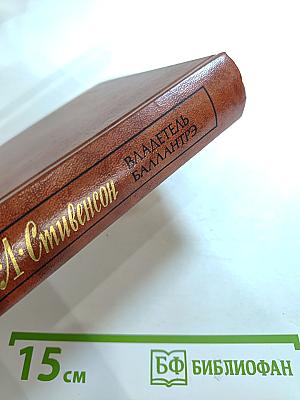 Л·Стивенсон
ВЛАДЕТЕЛЬ
БАЛЛАНТРЭ
15 см
БФ БИБЛИОФАН